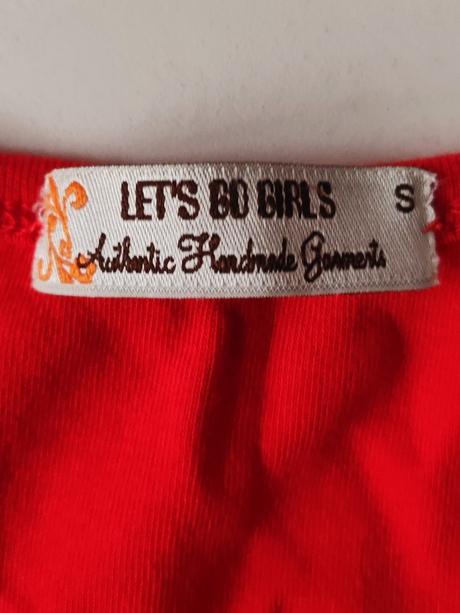 LET'S GO GIRLS S
Authentic Handmade Garments